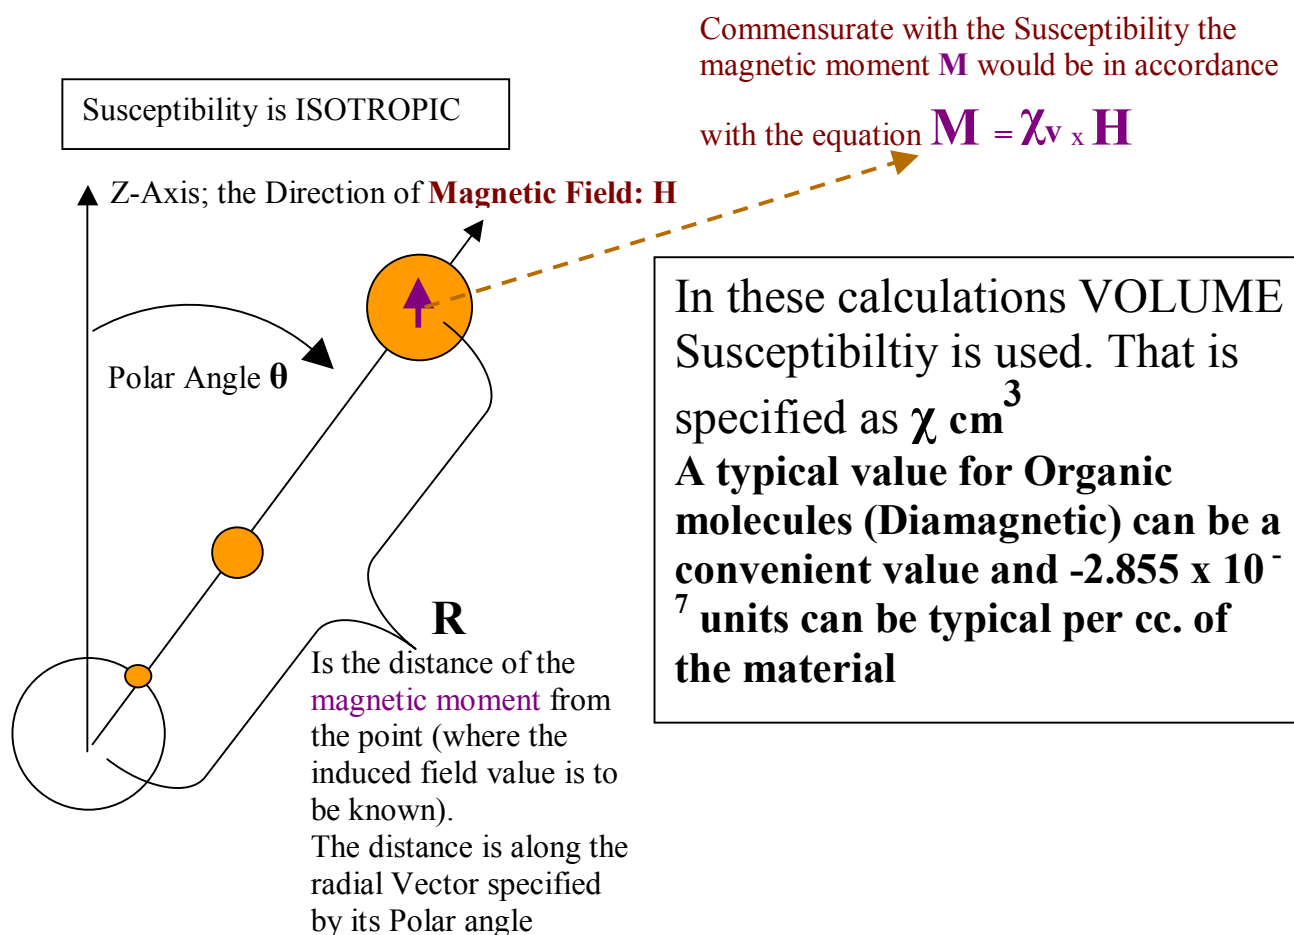 Commensurate with the Susceptibility the
magnetic moment M would be in accordance
with the equation M = χv x H
Susceptibility is ISOTROPIC
Z-Axis; the Direction of Magnetic Field: H
Polar Angle θ
In these calculations VOLUME
Susceptibiltiy is used. That is
specified as χ cm³
A typical value for Organic
molecules (Diamagnetic) can be a
convenient value and -2.855 x 10 ⁻
⁷ units can be typical per cc. of
the material
R
Is the distance of the
magnetic moment from
the point (where the
induced field value is to
be known).
The distance is along the
radial Vector specified
by its Polar angle